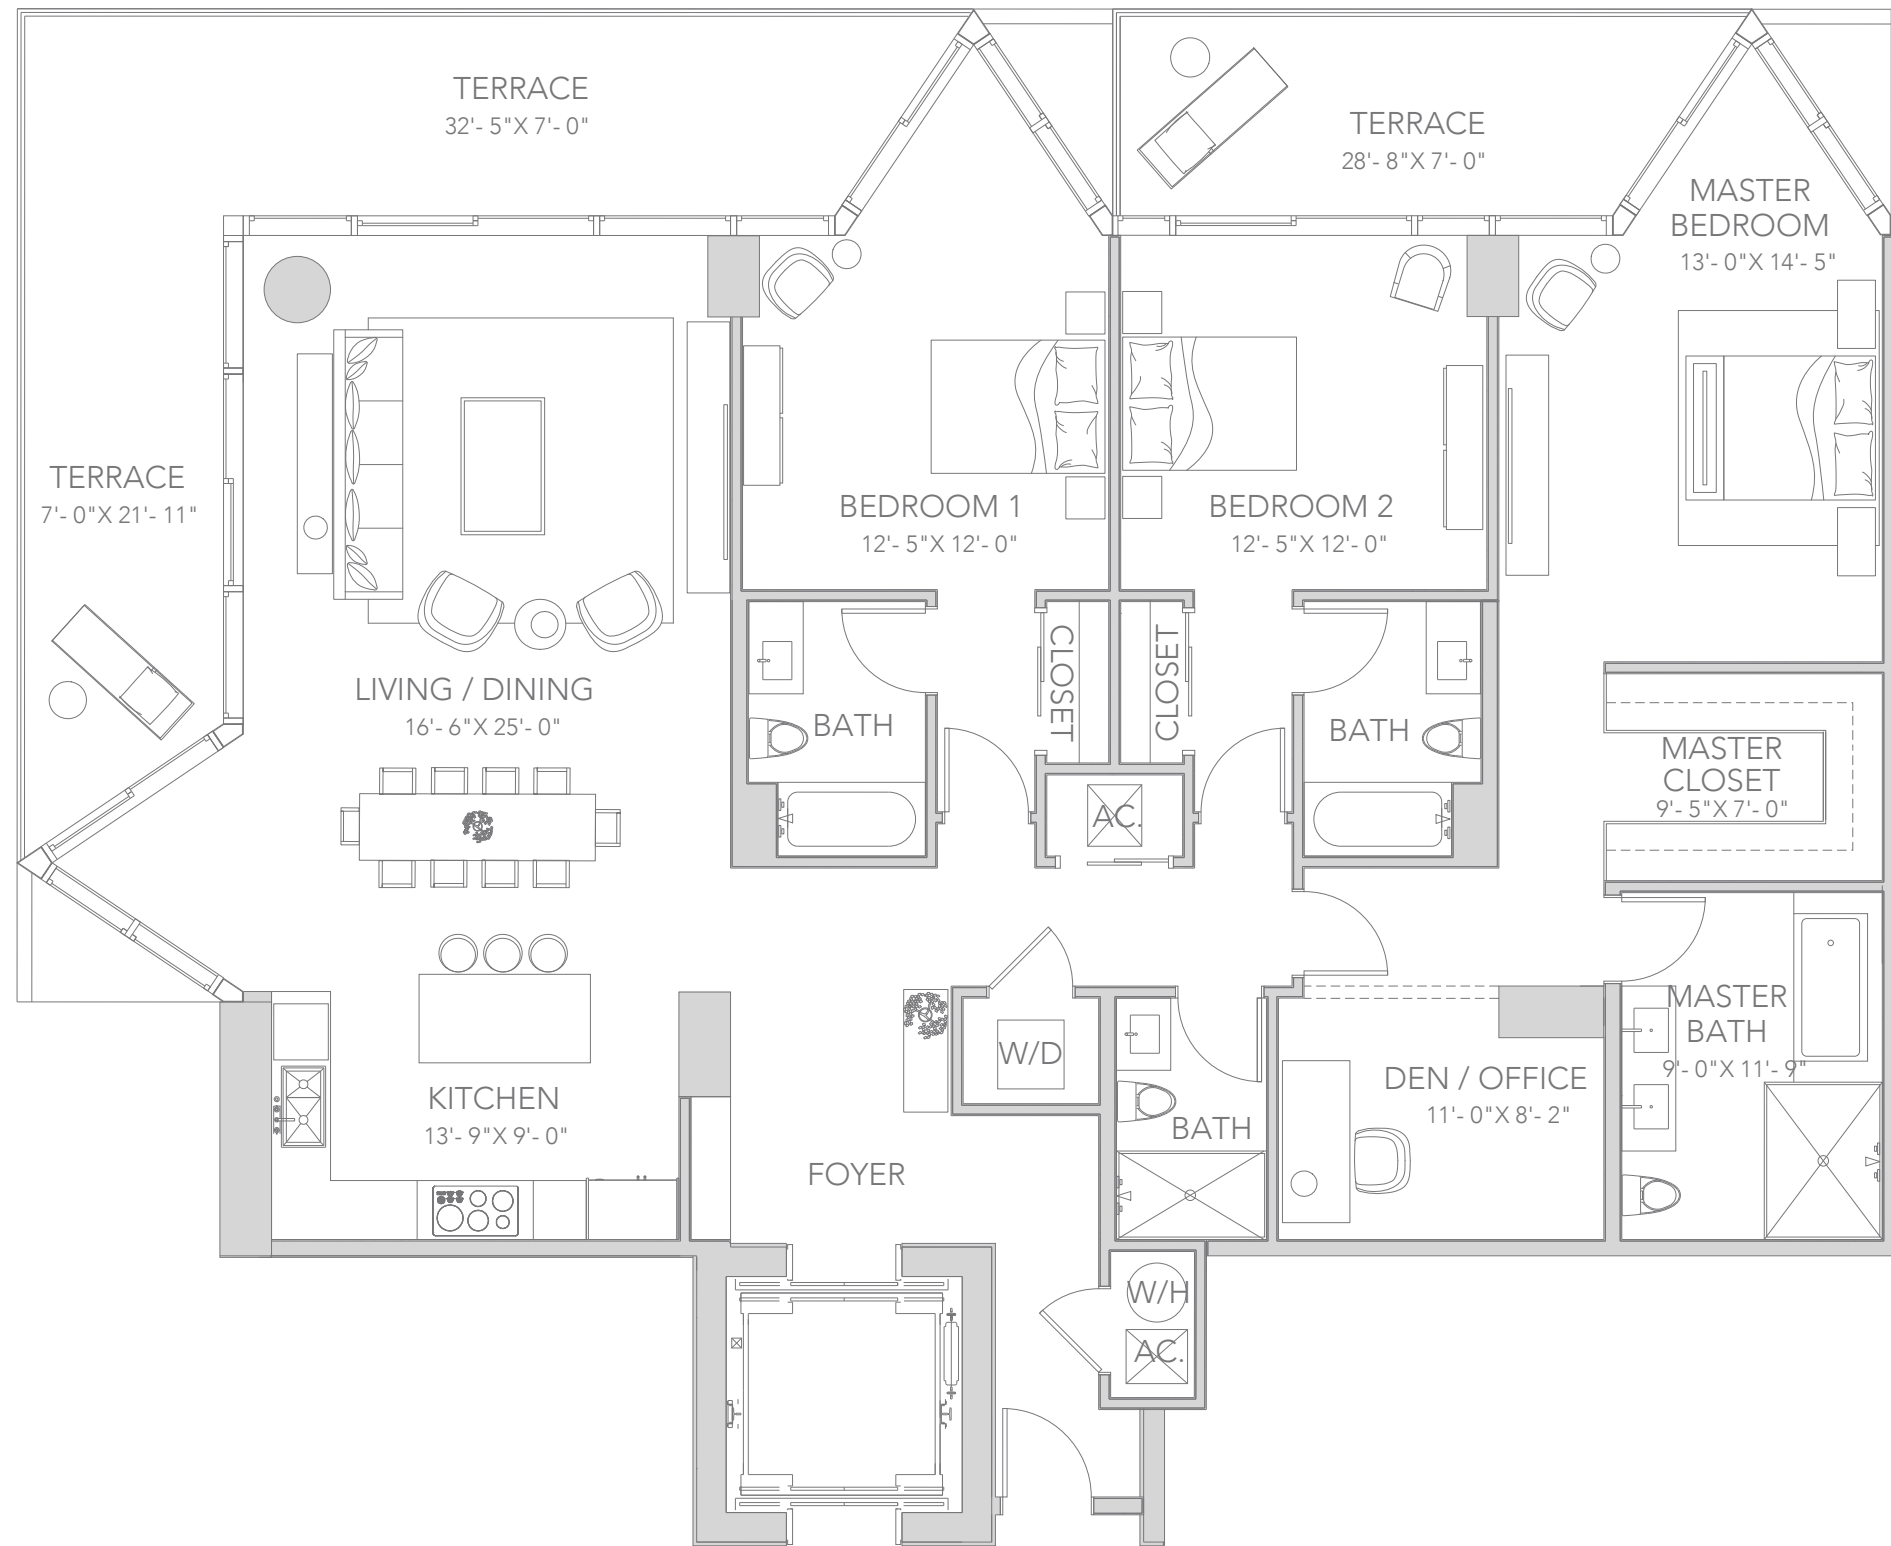 TERRACE
32'- 5"X 7'- 0"
TERRACE
28'- 8"X 7'- 0"
MASTER
BEDROOM
13'- 0"X 14'- 5"
TERRACE
7'- 0"X 21'- 11"
BEDROOM 1
12'- 5"X 12'- 0"
BEDROOM 2
12'- 5"X 12'- 0"
LIVING / DINING
16'- 6"X 25'- 0"
BATH
CLOSET
CLOSET
BATH
MASTER
CLOSET
9'- 5"X 7'- 0"
AC.
W/D
MASTER
BATH
9'- 0"X 11'- 9"
KITCHEN
13'- 9"X 9'- 0"
DEN / OFFICE
11'- 0"X 8'- 2"
BATH
FOYER
W/H
AC.